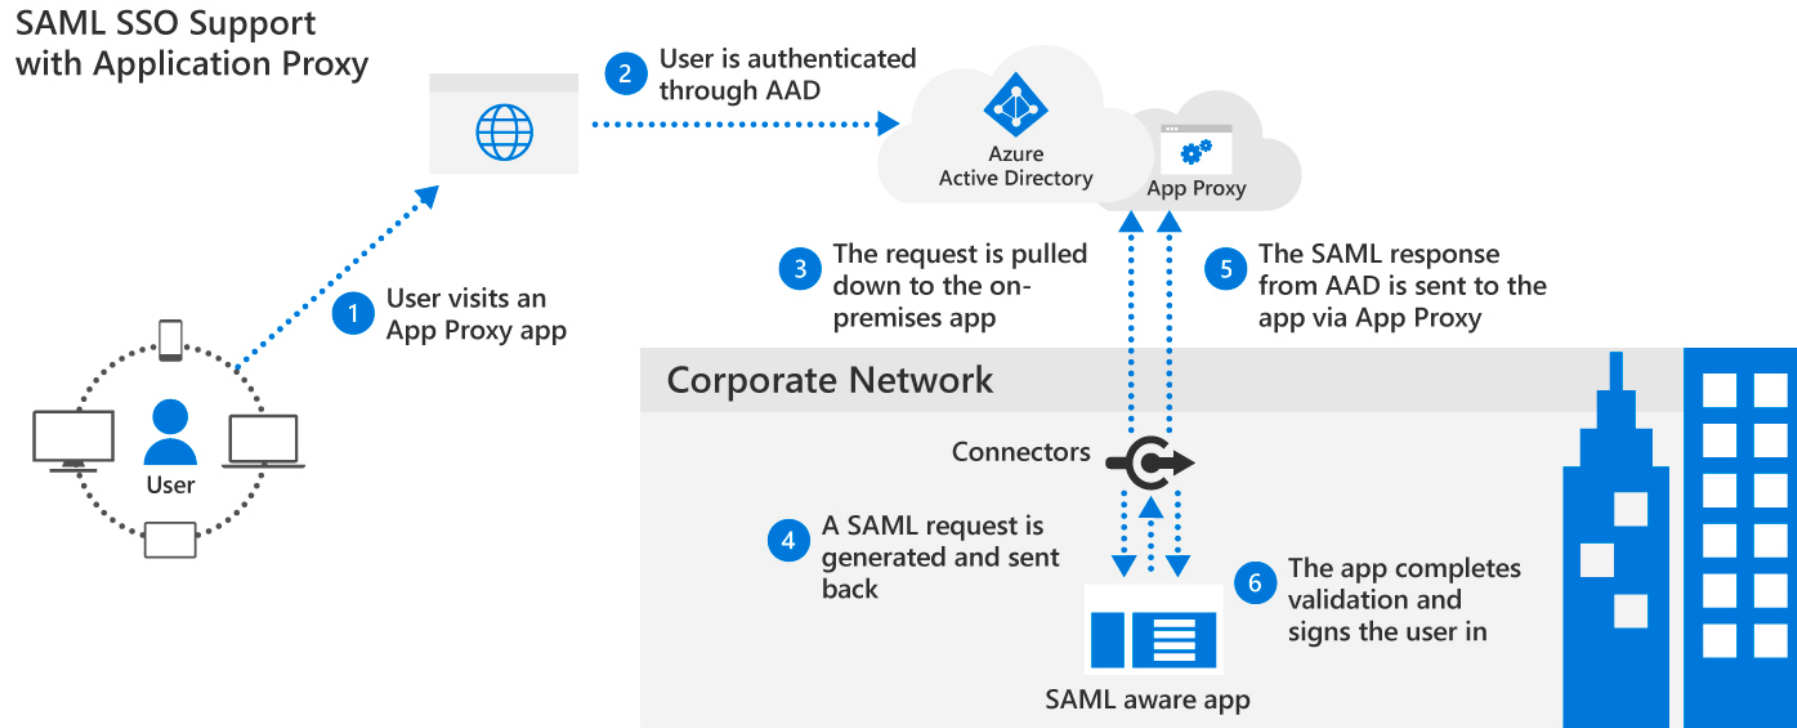 SAML SSO Support
with Application Proxy
2
User is authenticated
through AAD
Azure
Active Directory
App Proxy
1
User visits an
App Proxy app
User
3
The request is pulled
down to the on-
premises app
5
The SAML response
from AAD is sent to the
app via App Proxy
Corporate Network
Connectors
4
A SAML request is
generated and sent
back
6
The app completes
validation and
signs the user in
SAML aware app